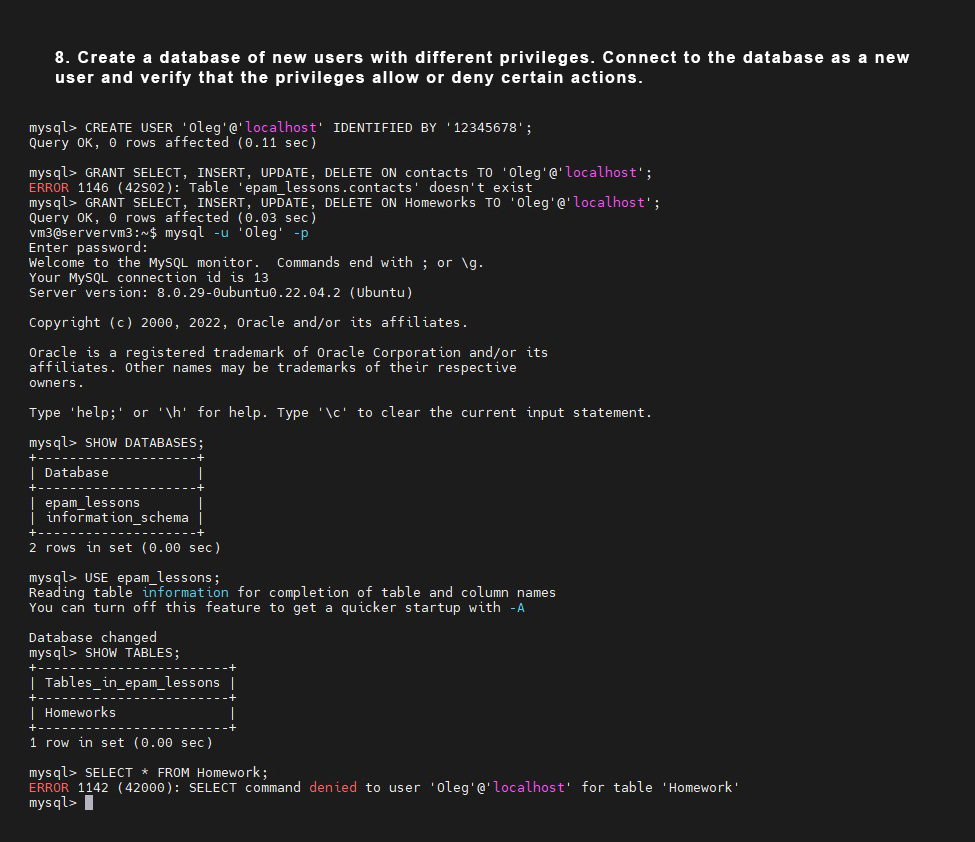 8. Create a database of new users with different privileges. Connect to the database as a new
user and verify that the privileges allow or deny certain actions.
mysql> CREATE USER 'Oleg'@'localhost' IDENTIFIED BY '12345678';
Query OK, 0 rows affected (0.11 sec)
mysql> GRANT SELECT, INSERT, UPDATE, DELETE ON contacts TO 'Oleg'@'localhost';
ERROR 1146 (42S02): Table 'epam_lessons.contacts' doesn't exist
mysql> GRANT SELECT, INSERT, UPDATE, DELETE ON Homeworks TO 'Oleg'@'localhost';
Query OK, 0 rows affected (0.03 sec)
vm3@servervm3:~$ mysql -u 'Oleg' -p
Enter password:
Welcome to the MySQL monitor.  Commands end with ; or \g.
Your MySQL connection id is 13
Server version: 8.0.29-0ubuntu0.22.04.2 (Ubuntu)
Copyright (c) 2000, 2022, Oracle and/or its affiliates.
Oracle is a registered trademark of Oracle Corporation and/or its
affiliates. Other names may be trademarks of their respective
owners.
Type 'help;' or '\h' for help. Type '\c' to clear the current input statement.
mysql> SHOW DATABASES;
+--------------------+
| Database           |
+--------------------+
| epam_lessons       |
| information_schema |
+--------------------+
2 rows in set (0.00 sec)
mysql> USE epam_lessons;
Reading table information for completion of table and column names
You can turn off this feature to get a quicker startup with -A
Database changed
mysql> SHOW TABLES;
+------------------------+
| Tables_in_epam_lessons |
+------------------------+
| Homeworks              |
+------------------------+
1 row in set (0.00 sec)
mysql> SELECT * FROM Homework;
ERROR 1142 (42000): SELECT command denied to user 'Oleg'@'localhost' for table 'Homework'
mysql>